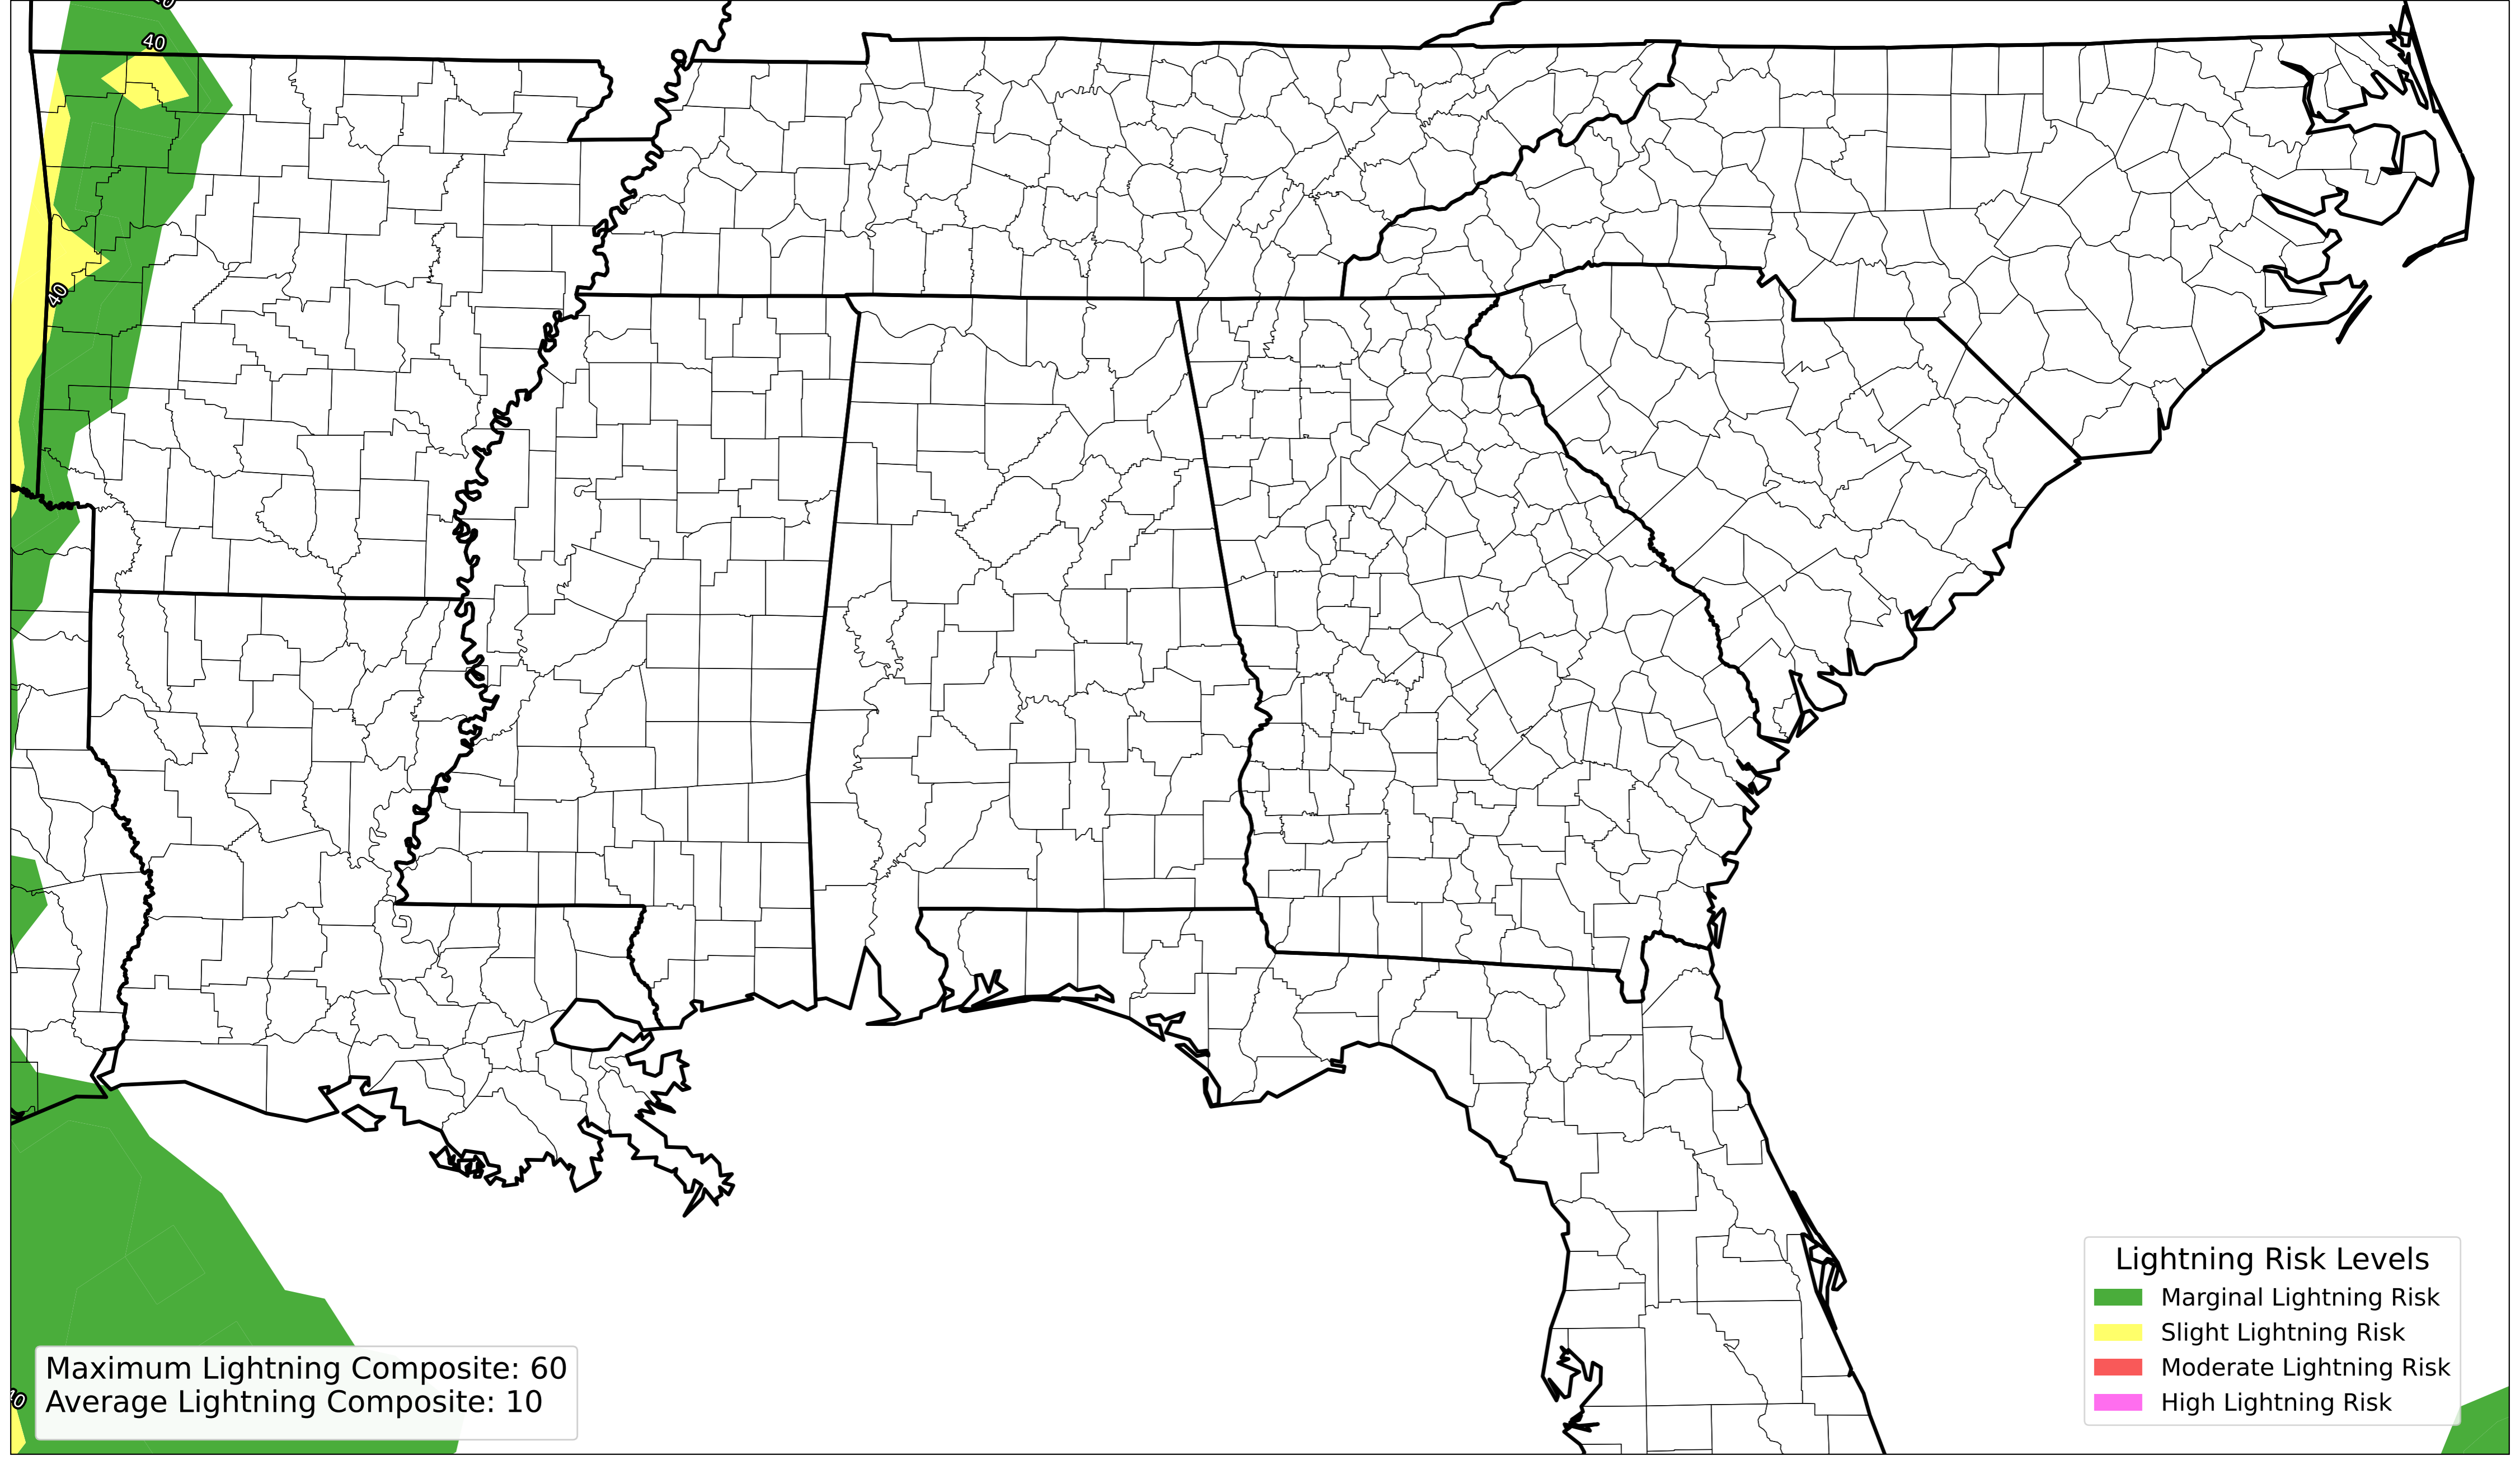 40
40
Maximum Lightning Composite: 60
Average Lightning Composite: 10
Lightning Risk Levels
Marginal Lightning Risk
Slight Lightning Risk
Moderate Lightning Risk
High Lightning Risk